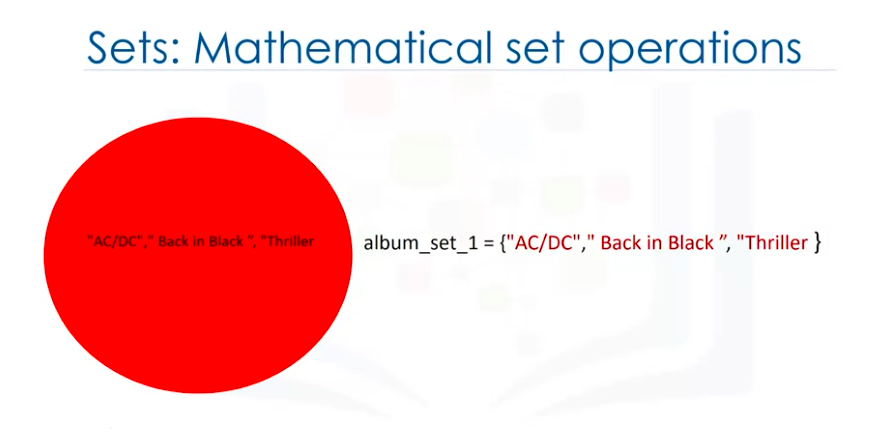 Sets: Mathematical set operations
"AC/DC"," Back in Black ”, "Thriller
album_set_1 = {"AC/DC"," Back in Black ”, "Thriller }